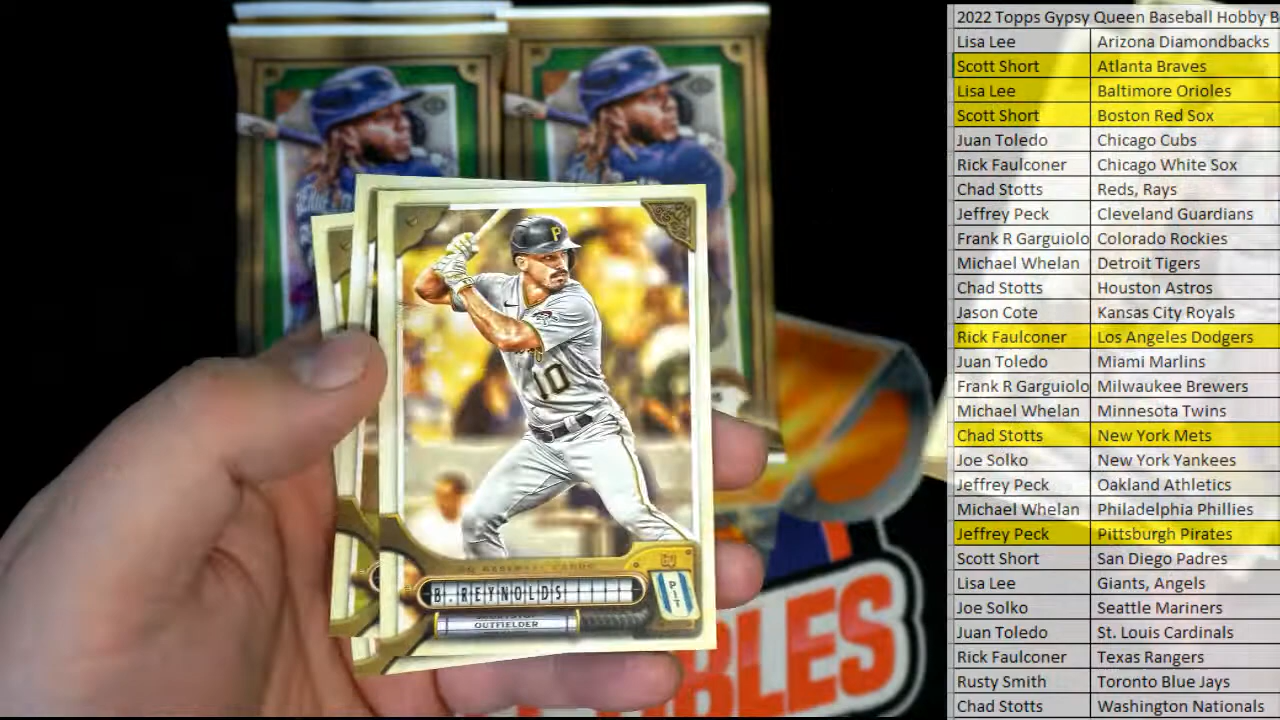 P
10
B. REYNOLDS
PIT
OUTFIELDER
BLES
2022 Topps Gypsy Queen Baseball Hobby B
Lisa Lee Arizona Diamondbacks
Scott Short Atlanta Braves
Lisa Lee Baltimore Orioles
Scott Short Boston Red Sox
Juan Toledo Chicago Cubs
Rick Faulconer Chicago White Sox
Chad Stotts Reds, Rays
Jeffrey Peck Cleveland Guardians
Frank R Garguiolo Colorado Rockies
Michael Whelan Detroit Tigers
Chad Stotts Houston Astros
Jason Cote Kansas City Royals
Rick Faulconer Los Angeles Dodgers
Juan Toledo Miami Marlins
Frank R Garguiolo Milwaukee Brewers
Michael Whelan Minnesota Twins
Chad Stotts New York Mets
Joe Solko New York Yankees
Jeffrey Peck Oakland Athletics
Michael Whelan Philadelphia Phillies
Jeffrey Peck Pittsburgh Pirates
Scott Short San Diego Padres
Lisa Lee Giants, Angels
Joe Solko Seattle Mariners
Juan Toledo St. Louis Cardinals
Rick Faulconer Texas Rangers
Rusty Smith Toronto Blue Jays
Chad Stotts Washington Nationals